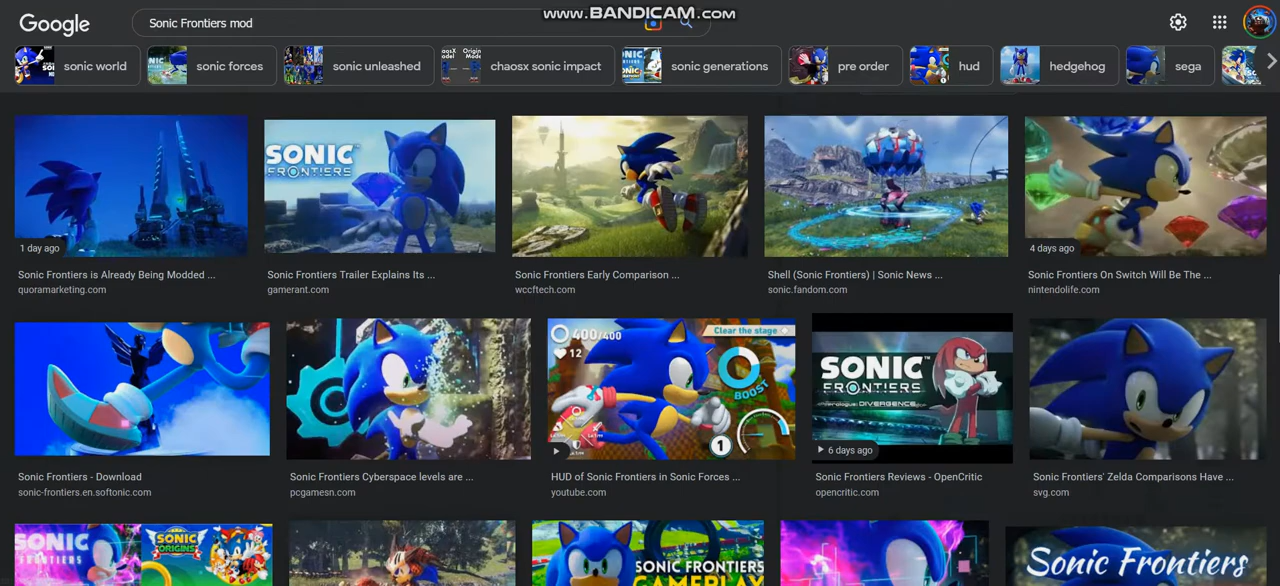 www.BANDICAM.com
Google
Sonic Frontiers mod
sonic world
sonic forces
sonic unleashed
chaosx sonic impact
sonic generations
pre order
hud
hedgehog
sega
SONIC
FRONTIERS
1 day ago
4 days ago
Sonic Frontiers is Already Being Modded ...
quoramarketing.com
Sonic Frontiers Trailer Explains Its ...
gamerant.com
Sonic Frontiers Early Comparison ...
wccftech.com
Shell (Sonic Frontiers) | Sonic News ...
sonic.fandom.com
Sonic Frontiers On Switch Will Be The ...
nintendolife.com
400/400
12
Clear the stage
BOOST
1
SONIC
FRONTIERS
Prologue: DIVERGENCE
6 days ago
Sonic Frontiers - Download
sonic-frontiers.en.softonic.com
Sonic Frontiers Cyberspace levels are ...
pcgamesn.com
HUD of Sonic Frontiers in Sonic Forces ...
youtube.com
Sonic Frontiers Reviews - OpenCritic
opencritic.com
Sonic Frontiers' Zelda Comparisons Have ...
svg.com
SONIC
FRONTIERS
SONIC
ORIGINS
SONIC FRONTIERS
GAMEPLAY
Sonic Frontiers